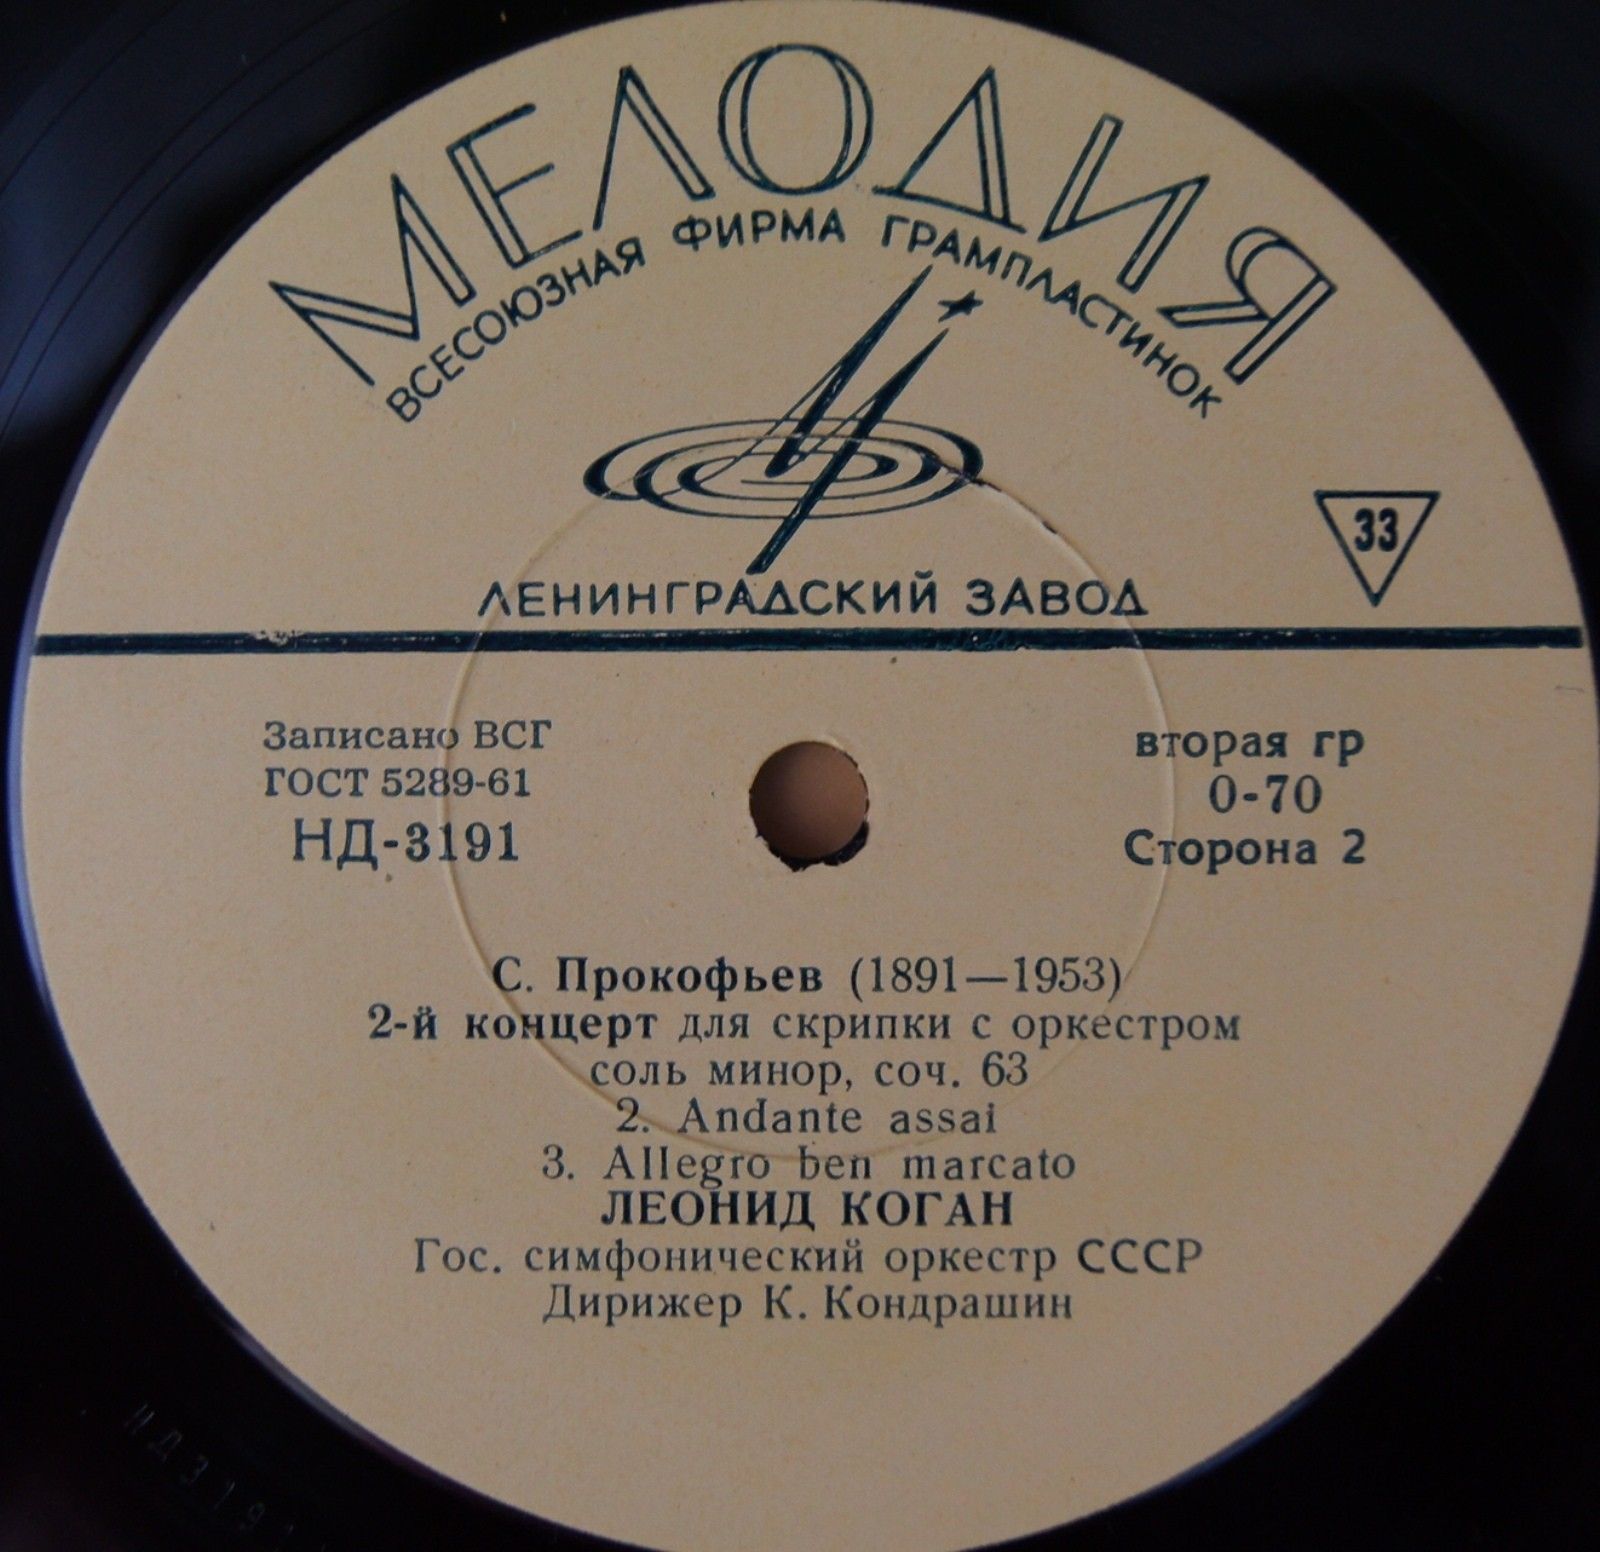 МЕЛОДИЯ
ВСЕСОЮЗНАЯ ФИРМА ГРАМПЛАСТИНОК
33
ЛЕНИНГРАДСКИЙ ЗАВОД
Записано ВСГ
ГОСТ 5289-61
НД-3191
вторая гр
0-70
Сторона 2
С. Прокофьев (1891—1953)
2-й концерт для скрипки с оркестром
соль минор, соч. 63
2. Andante assai
3. Allegro ben marcato
ЛЕОНИД КОГАН
Гос. симфонический оркестр СССР
Дирижер К. Кондрашин
НД3191